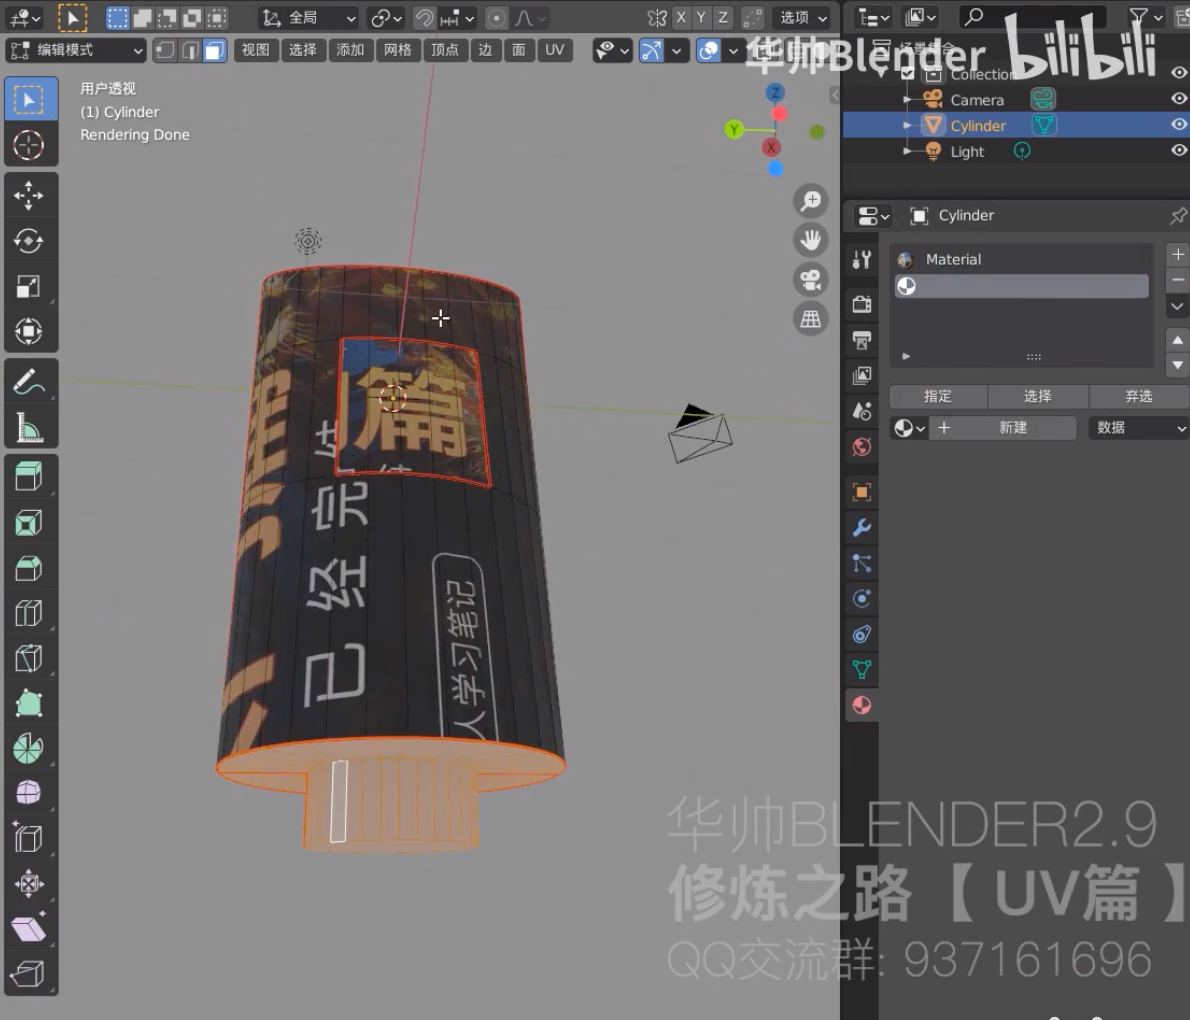 全局
X Y Z
选项
编辑模式
视图
选择
添加
网格
顶点
边
面
UV
华帅Blender
bilibili
场景集合
Collection
Camera
Cylinder
Light
用户透视
(1) Cylinder
Rendering Done
Z
Y
X
Cylinder
Material
指定
选择
弃选
新建
数据
篇
已经完
人学习笔记
华帅BLENDER2.9
修炼之路【 UV篇 】
QQ交流群: 937161696